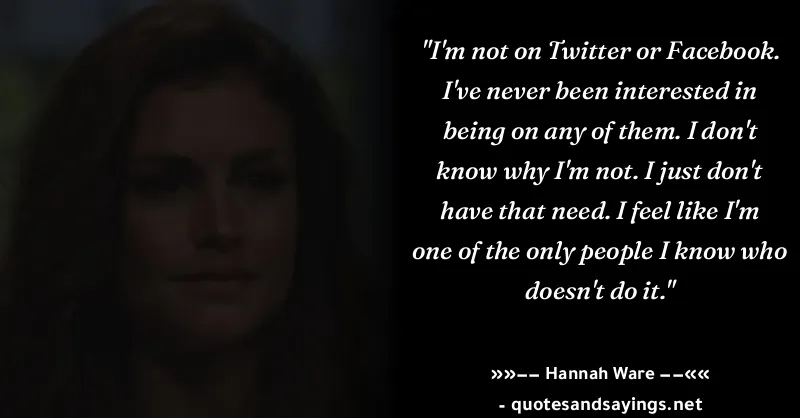 "I'm not on Twitter or Facebook.
I've never been interested in
being on any of them. I don't
know why I'm not. I just don't
have that need. I feel like I'm
one of the only people I know who
doesn't do it."
»»−− Hannah Ware −−««
- quotesandsayings.net